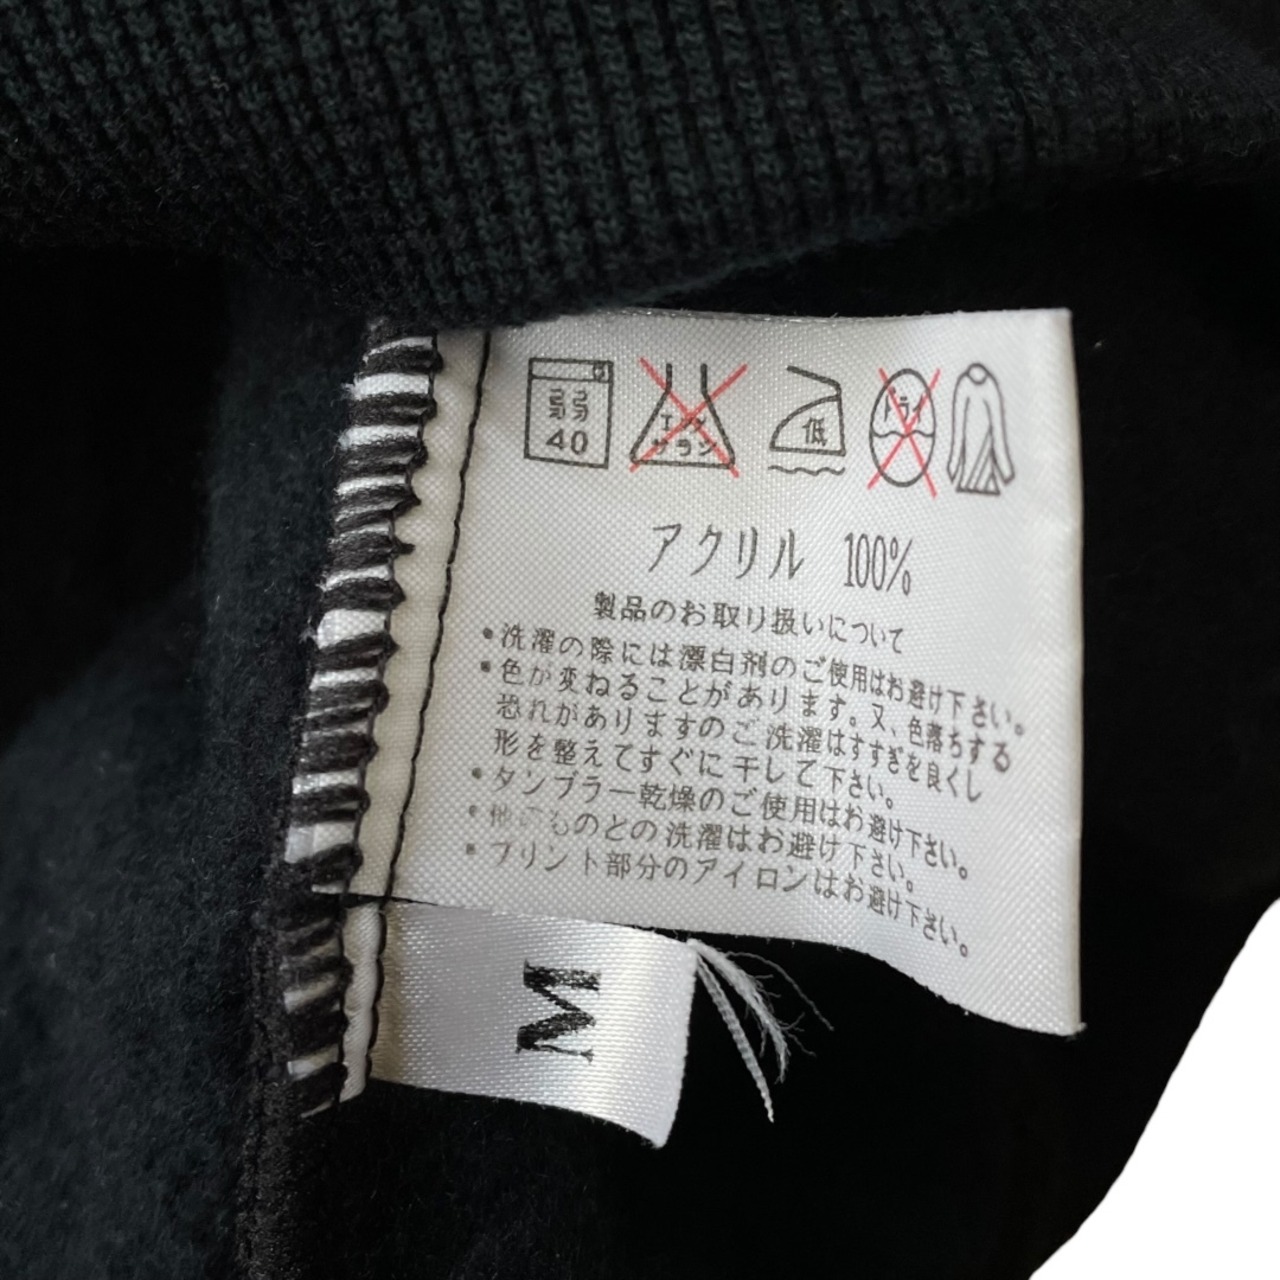 弱
40
エンソ
サラシ
低
ドライ
アクリル 100%
製品のお取り扱いについて
•洗濯の際には漂白剤のご使用はお避け下さい。
•色が変ねることがあります。又、色落ちする
恐れがありますのご洗濯はすすぎを良くし
形を整えてすぐに干して下さい。
•タンブラー乾燥のご使用はお避け下さい。
•他のものとの洗濯はお避け下さい。
•プリント部分のアイロンはお避け下さい。
M